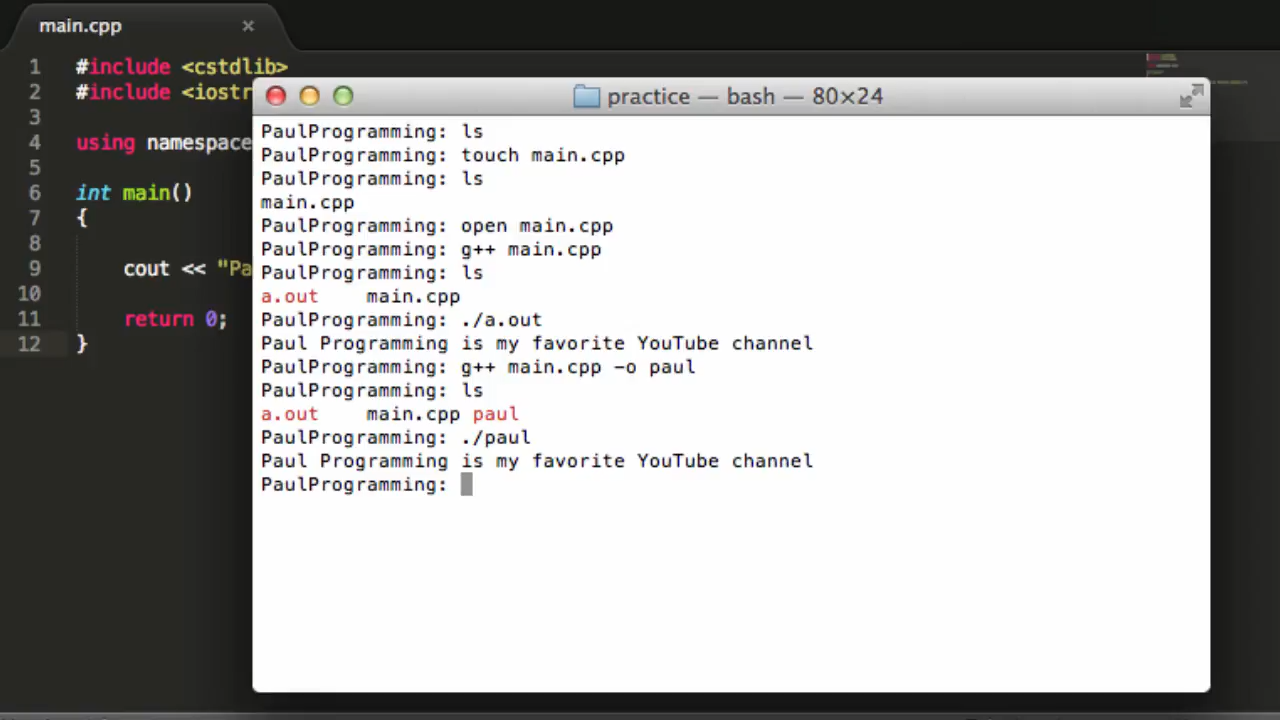 main.cpp
1 #include <cstdlib>
2 #include <iostr
3
4 using namespace
5
6 int main()
7 {
8
9 cout << "Pa
10
11 return 0;
12 }
practice — bash — 80×24
PaulProgramming: ls
PaulProgramming: touch main.cpp
PaulProgramming: ls
main.cpp
PaulProgramming: open main.cpp
PaulProgramming: g++ main.cpp
PaulProgramming: ls
a.out main.cpp
PaulProgramming: ./a.out
Paul Programming is my favorite YouTube channel
PaulProgramming: g++ main.cpp -o paul
PaulProgramming: ls
a.out main.cpp paul
PaulProgramming: ./paul
Paul Programming is my favorite YouTube channel
PaulProgramming: